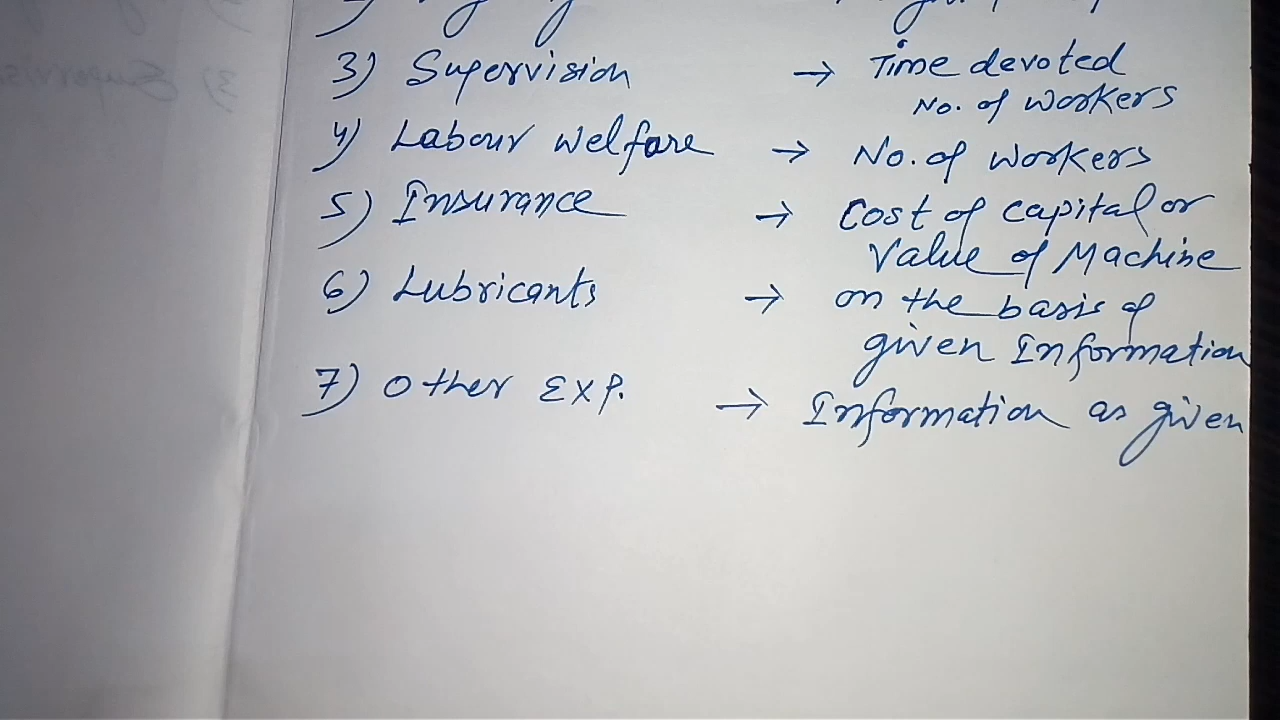 3) Supervision → Time devoted
No. of workers
4) Labour welfare → No. of workers
5) Insurance → Cost of capital or
Value of Machine
6) Lubricants → on the basis of
given Information
7) Other Exp. → Information as given